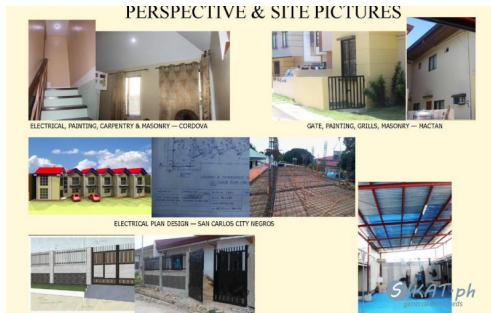 PERSPECTIVE & SITE PICTURES
ELECTRICAL, PAINTING, CARPENTRY & MASONRY — CORDOVA
GATE, PAINTING, GRILLS, MASONRY — MACTAN
ELECTRICAL PLAN DESIGN — SAN CARLOS CITY NEGROS